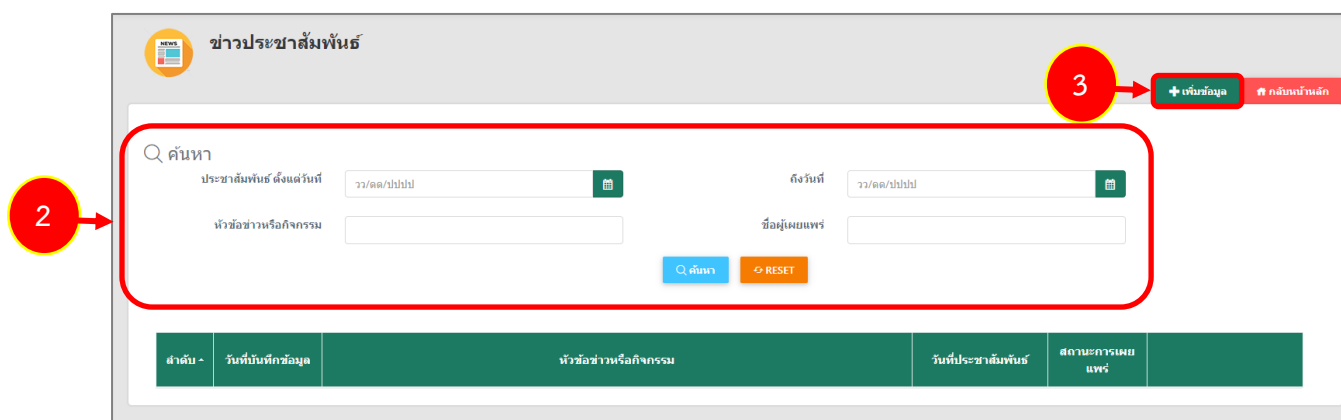 NEWS
ข่าวประชาสัมพันธ์
3
เพิ่มข้อมูล
กลับหน้าหลัก
ค้นหา
ประชาสัมพันธ์ ตั้งแต่วันที่
วว/ดด/ปปปป
ถึงวันที่
วว/ดด/ปปปป
2
หัวข้อข่าวหรือกิจกรรม
ชื่อผู้เผยแพร่
ค้นหา
RESET
ลำดับ
วันที่บันทึกข้อมูล
หัวข้อข่าวหรือกิจกรรม
วันที่ประชาสัมพันธ์
สถานะการเผย
แพร่